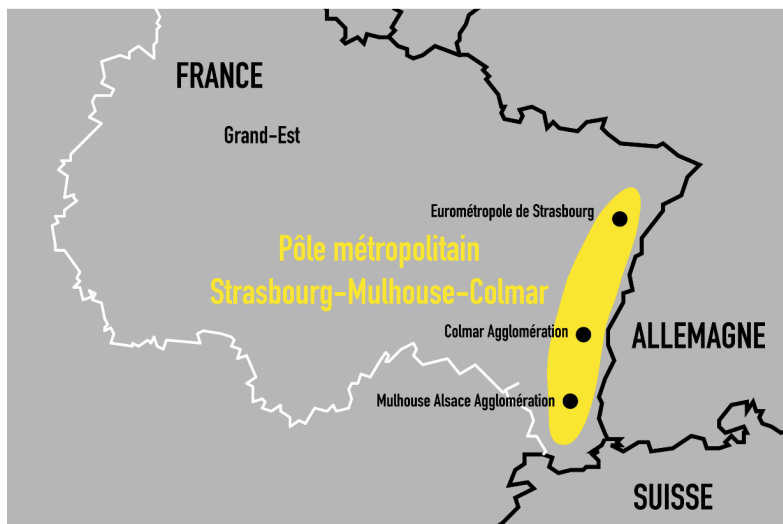 FRANCE
Grand-Est
Eurométropole de Strasbourg
Pôle métropolitain
Strasbourg-Mulhouse-Colmar
Colmar Agglomération
ALLEMAGNE
Mulhouse Alsace Agglomération
SUISSE